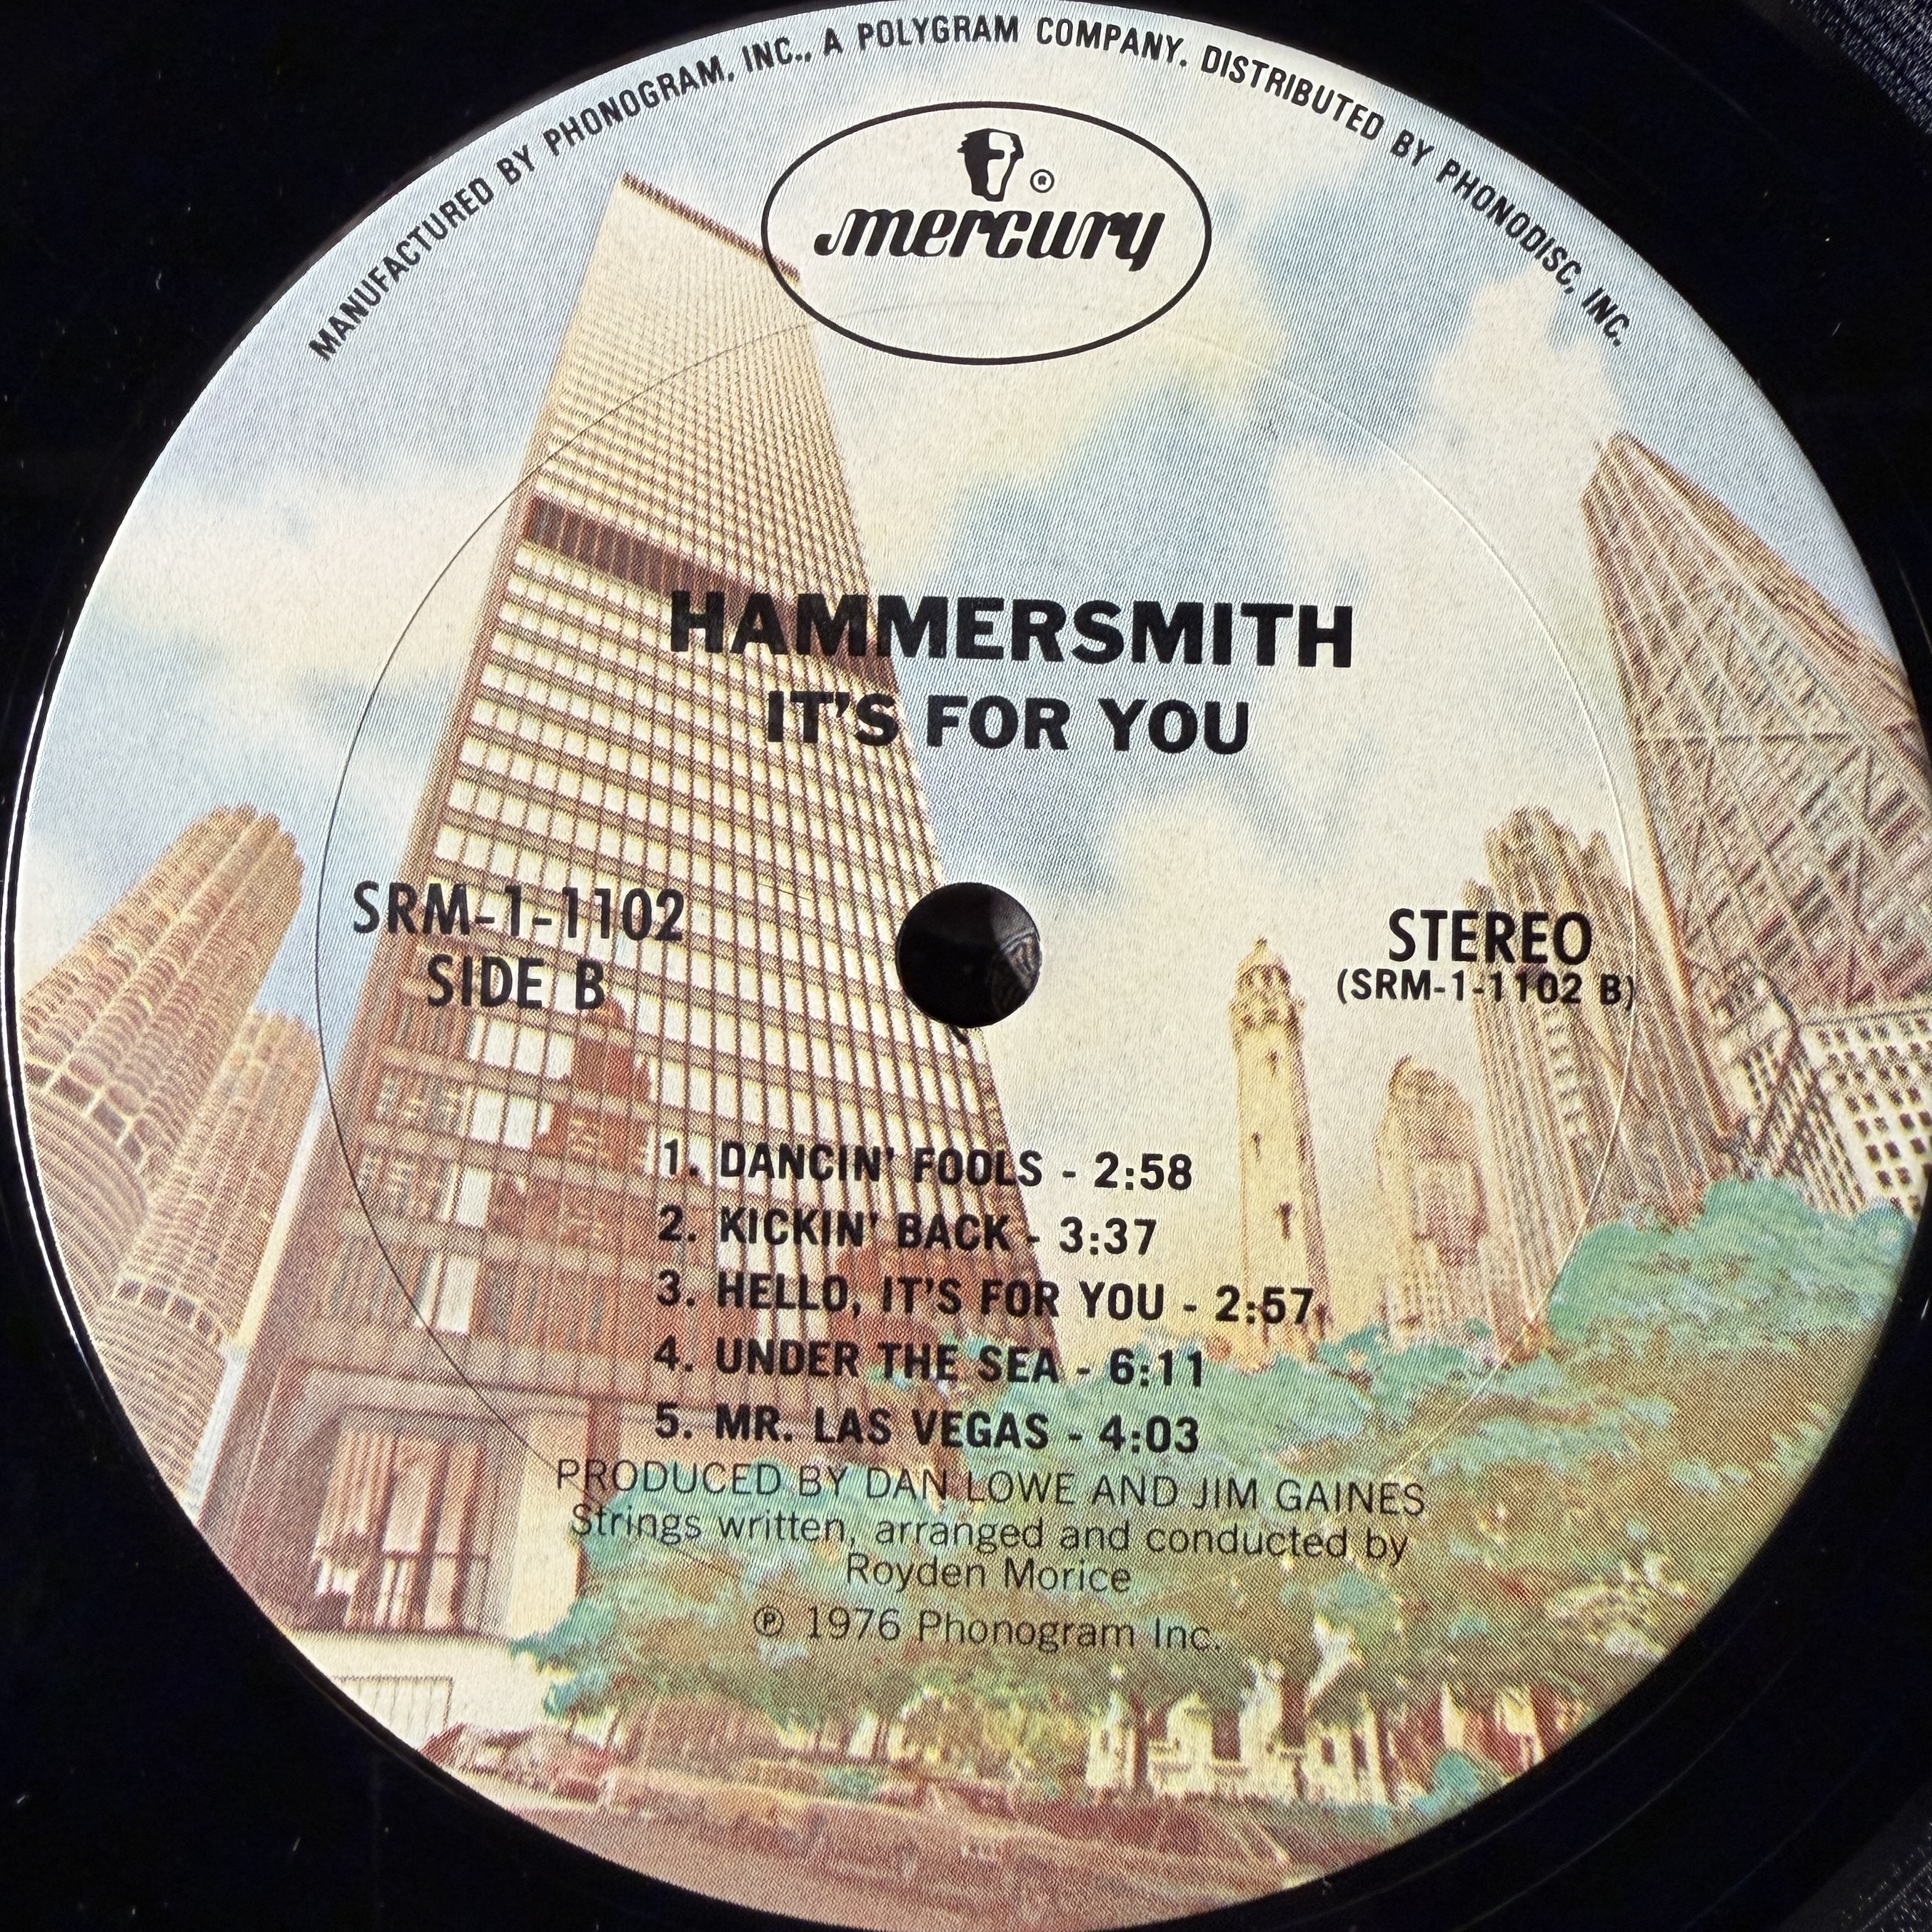 MANUFACTURED BY PHONOGRAM, INC., A POLYGRAM COMPANY. DISTRIBUTED BY PHONODISC, INC.
®
mercury
HAMMERSMITH
IT'S FOR YOU
SRM-1-1102
SIDE B
STEREO
(SRM-1-1102 B)
1. DANCIN' FOOLS - 2:58
2. KICKIN' BACK - 3:37
3. HELLO, IT'S FOR YOU - 2:57
4. UNDER THE SEA - 6:11
5. MR. LAS VEGAS - 4:03
PRODUCED BY DAN LOWE AND JIM GAINES
Strings written, arranged and conducted by
Royden Morice
℗ 1976 Phonogram Inc.